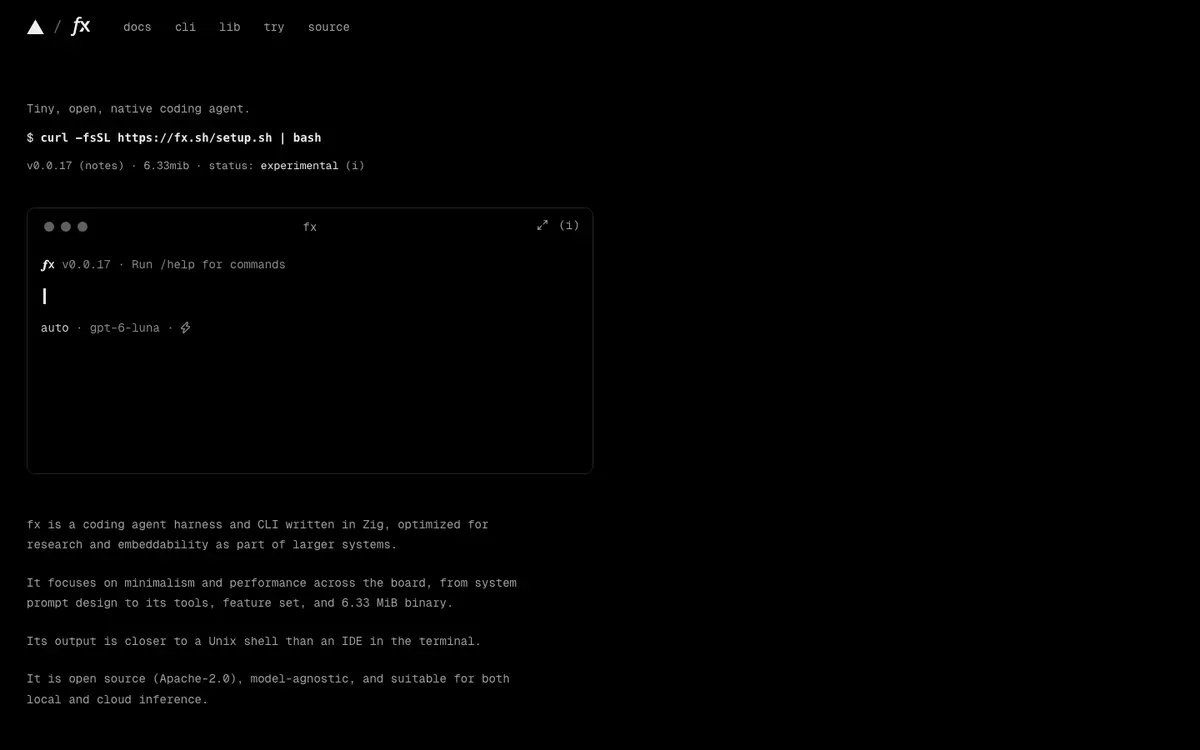 / fx docs cli lib try source
Tiny, open, native coding agent.
$ curl -fsSL https://fx.sh/setup.sh | bash
v0.0.17 (notes) · 6.33mib · status: experimental (i)
fx (i)
fx v0.0.17 · Run /help for commands
auto · gpt-6-luna ·
fx is a coding agent harness and CLI written in Zig, optimized for
research and embeddability as part of larger systems.
It focuses on minimalism and performance across the board, from system
prompt design to its tools, feature set, and 6.33 MiB binary.
Its output is closer to a Unix shell than an IDE in the terminal.
It is open source (Apache-2.0), model-agnostic, and suitable for both
local and cloud inference.